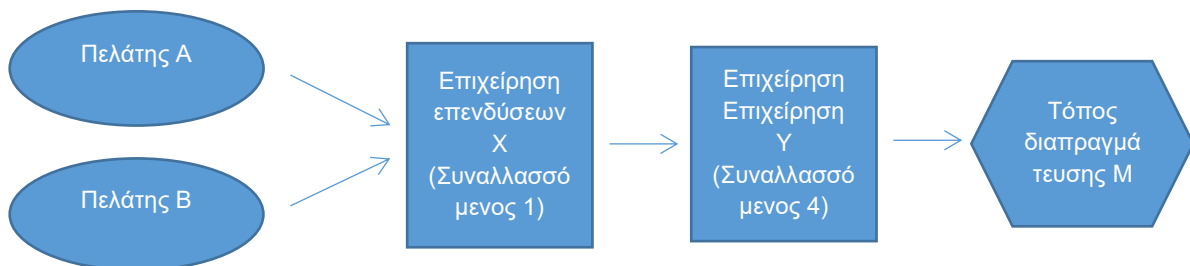 Πελάτης Α
Πελάτης Β
Επιχείρηση
επενδύσεων
Χ
(Συναλλασσό
μενος 1)
Επιχείρηση
Επιχείρηση
Υ
(Συναλλασσό
μενος 4)
Τόπος
διαπραγμά
τευσης Μ